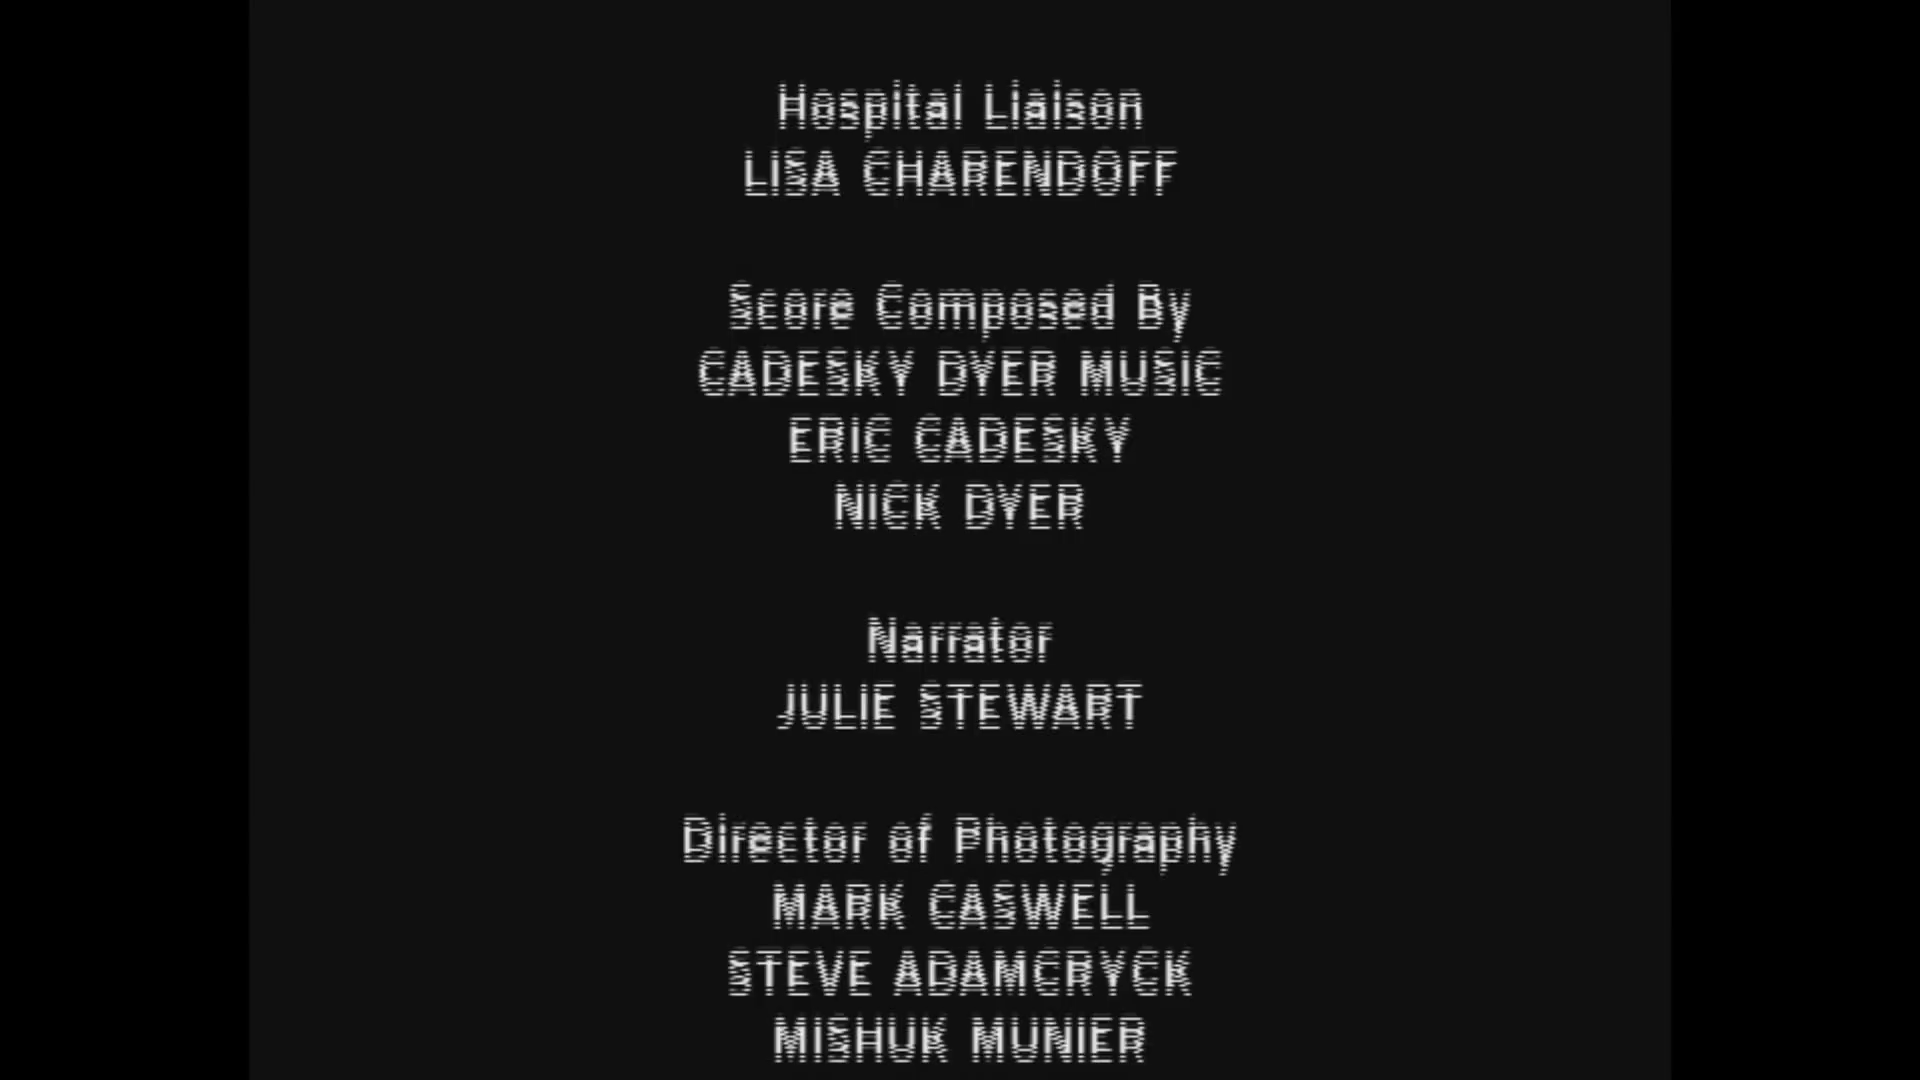 Hospital Liaison
LISA CHARENDOFF
Score Composed By
CADESKY DYER MUSIC
ERIC CADESKY
NICK DYER
Narrator
JULIE STEWART
Director of Photography
MARK CASWELL
STEVE ADAMCRYCK
MISHUK MUNIER